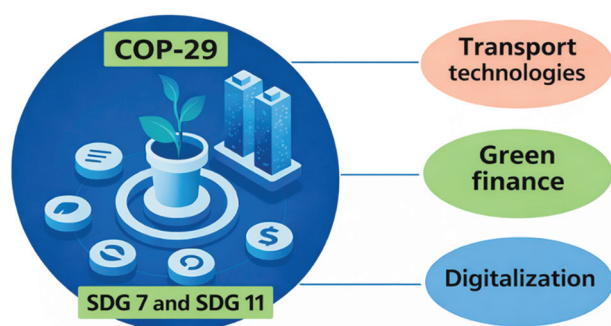 COP-29
Transport
technologies
Green
finance
$
Digitalization
SDG 7 and SDG 11